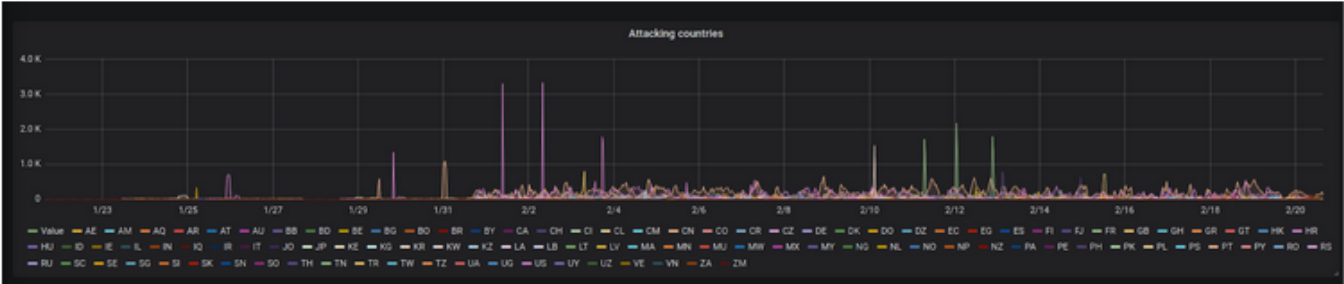 Attacking countries
4.0 K
3.0 K
2.0 K
1.0 K
0
1/23 1/25 1/27 1/29 1/31 2/2 2/4 2/6 2/8 2/10 2/12 2/14 2/16 2/18 2/20
Value AE AM AQ AR AT AU BB BD BE BG BO BR BY CA CH CI CL CM CN CO CR CZ DE DK DO DZ EC EG ES FI FJ FR GB GH GR GT HK HR
HU ID IE IL IN IQ IR IT JO JP KE KG KR KW KZ LA LB LT LV MA MN MU MW MX MY NG NL NO NP NZ PA PE PH PK PL PS PT PY RO RS
RU SC SE SG SI SK SN SO TH TN TR TW TZ UA UG US UY UZ VE VN ZA ZM